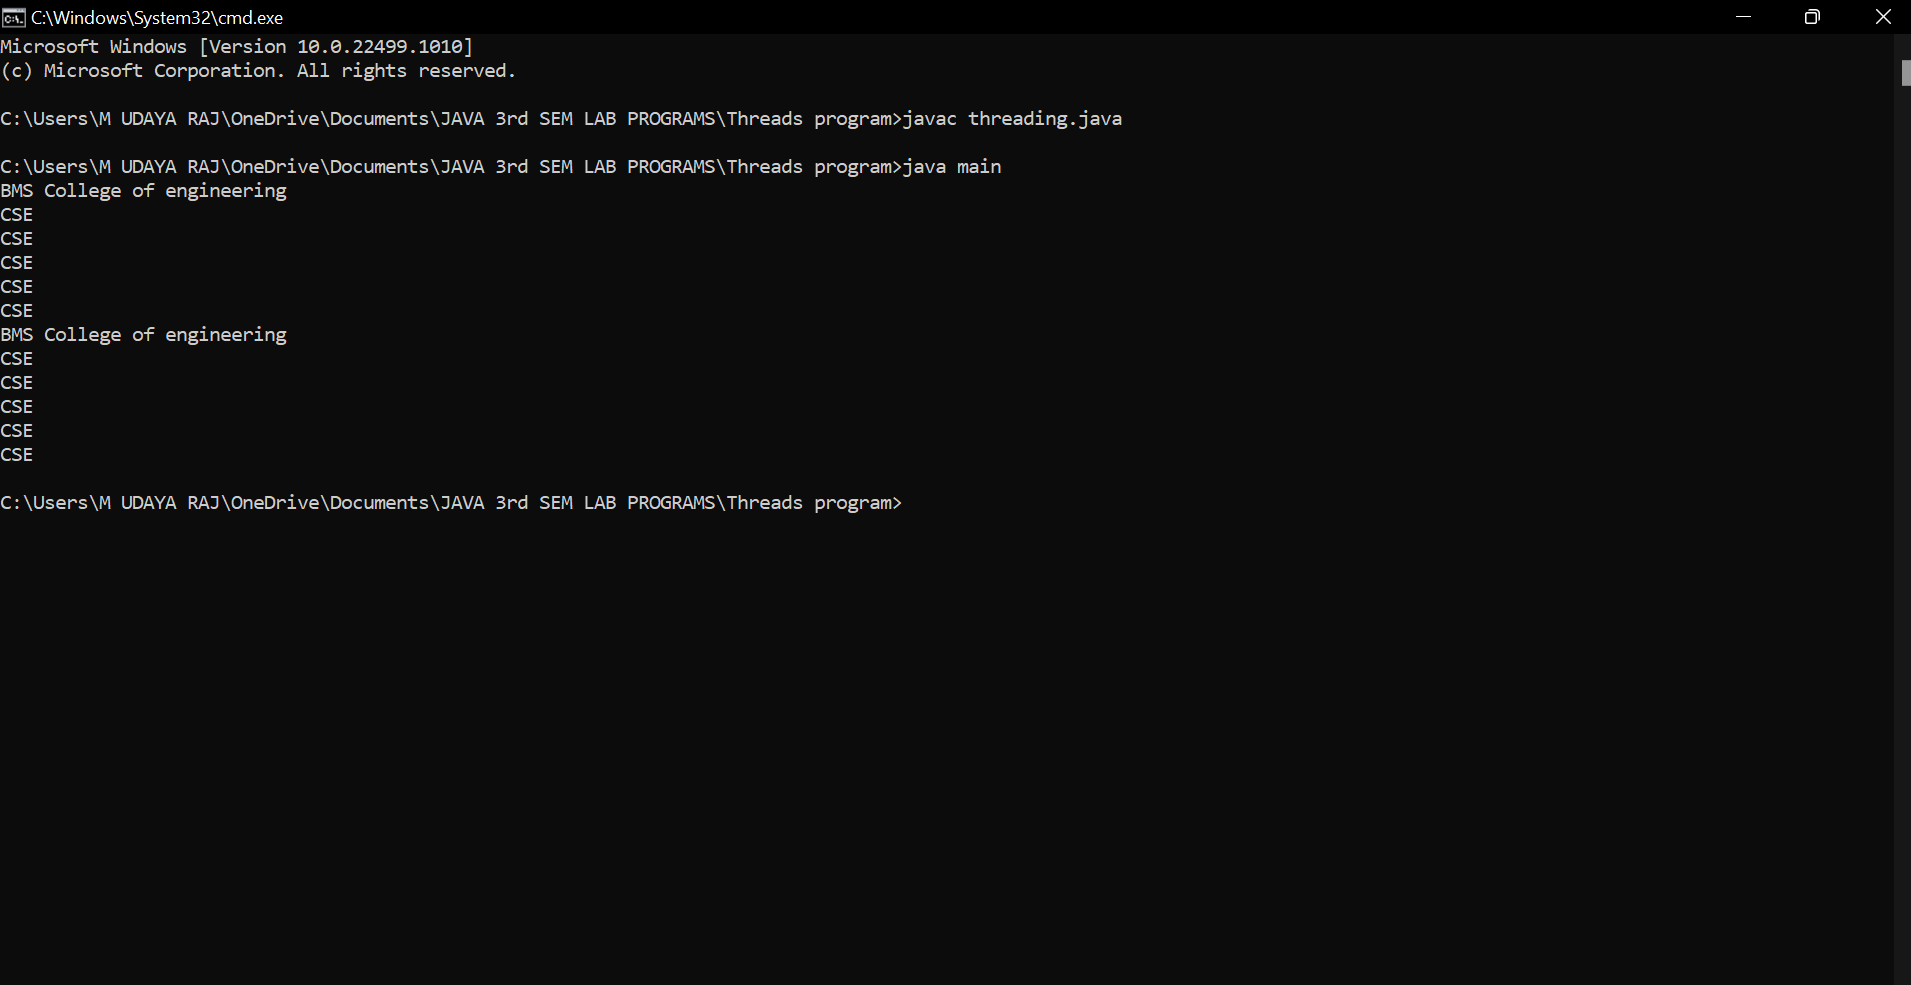 C:\Windows\System32\cmd.exe
Microsoft Windows [Version 10.0.22499.1010]
(c) Microsoft Corporation. All rights reserved.
C:\Users\M UDAYA RAJ\OneDrive\Documents\JAVA 3rd SEM LAB PROGRAMS\Threads program>javac threading.java
C:\Users\M UDAYA RAJ\OneDrive\Documents\JAVA 3rd SEM LAB PROGRAMS\Threads program>java main
BMS College of engineering
CSE
CSE
CSE
CSE
CSE
BMS College of engineering
CSE
CSE
CSE
CSE
CSE
C:\Users\M UDAYA RAJ\OneDrive\Documents\JAVA 3rd SEM LAB PROGRAMS\Threads program>